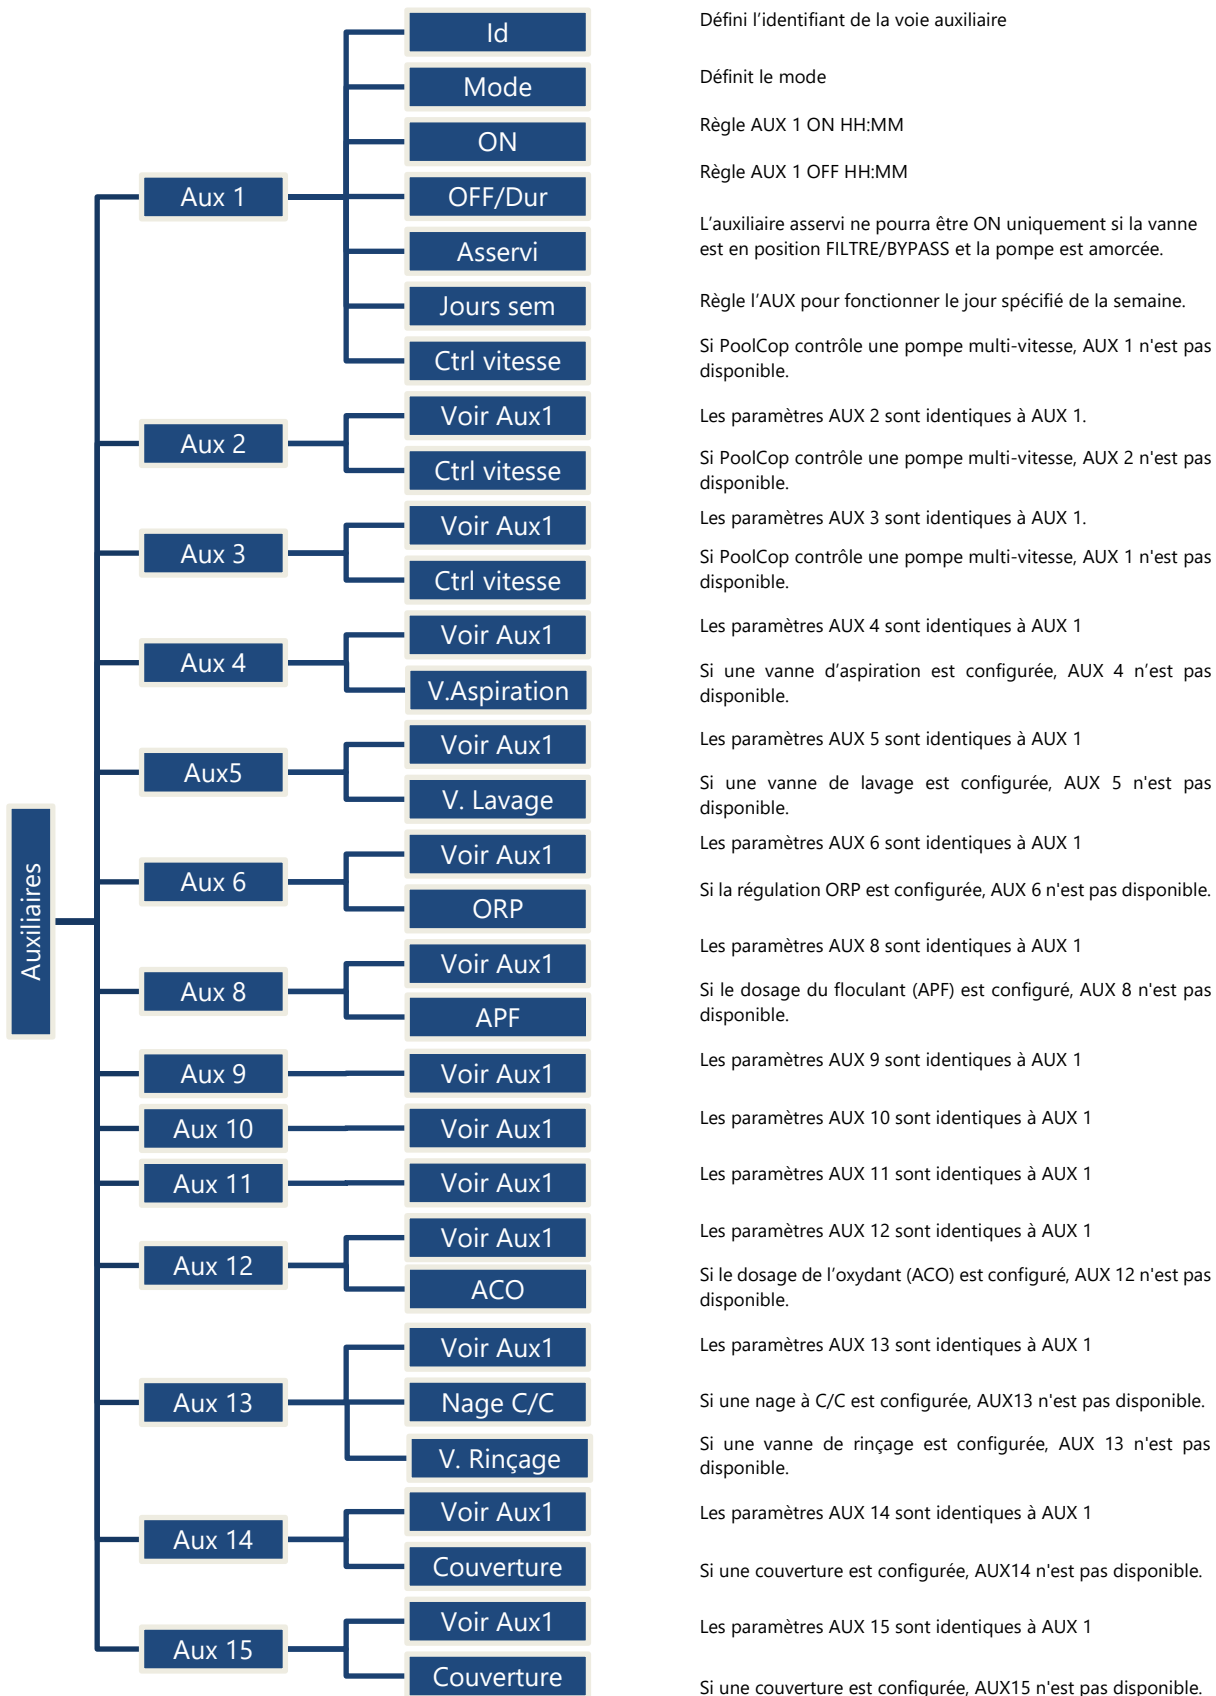 Id
Défini l’identifiant de la voie auxiliaire
Mode
Définit le mode
ON
Règle AUX 1 ON HH:MM
Aux 1
OFF/Dur
Règle AUX 1 OFF HH:MM
Asservi
L’auxiliaire asservi ne pourra être ON uniquement si la vanne
est en position FILTRE/BYPASS et la pompe est amorcée.
Jours sem
Règle l’AUX pour fonctionner le jour spécifié de la semaine.
Ctrl vitesse
Si PoolCop contrôle une pompe multi-vitesse, AUX 1 n'est pas
disponible.
Aux 2
Voir Aux1
Les paramètres AUX 2 sont identiques à AUX 1.
Ctrl vitesse
Si PoolCop contrôle une pompe multi-vitesse, AUX 2 n'est pas
disponible.
Aux 3
Voir Aux1
Les paramètres AUX 3 sont identiques à AUX 1.
Ctrl vitesse
Si PoolCop contrôle une pompe multi-vitesse, AUX 1 n'est pas
disponible.
Aux 4
Voir Aux1
Les paramètres AUX 4 sont identiques à AUX 1
V.Aspiration
Si une vanne d’aspiration est configurée, AUX 4 n’est pas
disponible.
Aux5
Voir Aux1
Les paramètres AUX 5 sont identiques à AUX 1
V. Lavage
Si une vanne de lavage est configurée, AUX 5 n'est pas
disponible.
Auxiliaires
Aux 6
Voir Aux1
Les paramètres AUX 6 sont identiques à AUX 1
ORP
Si la régulation ORP est configurée, AUX 6 n'est pas disponible.
Aux 8
Voir Aux1
Les paramètres AUX 8 sont identiques à AUX 1
APF
Si le dosage du floculant (APF) est configuré, AUX 8 n'est pas
disponible.
Aux 9
Voir Aux1
Les paramètres AUX 9 sont identiques à AUX 1
Aux 10
Voir Aux1
Les paramètres AUX 10 sont identiques à AUX 1
Aux 11
Voir Aux1
Les paramètres AUX 11 sont identiques à AUX 1
Aux 12
Voir Aux1
Les paramètres AUX 12 sont identiques à AUX 1
ACO
Si le dosage de l’oxydant (ACO) est configuré, AUX 12 n'est pas
disponible.
Aux 13
Voir Aux1
Les paramètres AUX 13 sont identiques à AUX 1
Nage C/C
Si une nage à C/C est configurée, AUX13 n'est pas disponible.
V. Rinçage
Si une vanne de rinçage est configurée, AUX 13 n'est pas
disponible.
Aux 14
Voir Aux1
Les paramètres AUX 14 sont identiques à AUX 1
Couverture
Si une couverture est configurée, AUX14 n'est pas disponible.
Aux 15
Voir Aux1
Les paramètres AUX 15 sont identiques à AUX 1
Couverture
Si une couverture est configurée, AUX15 n'est pas disponible.